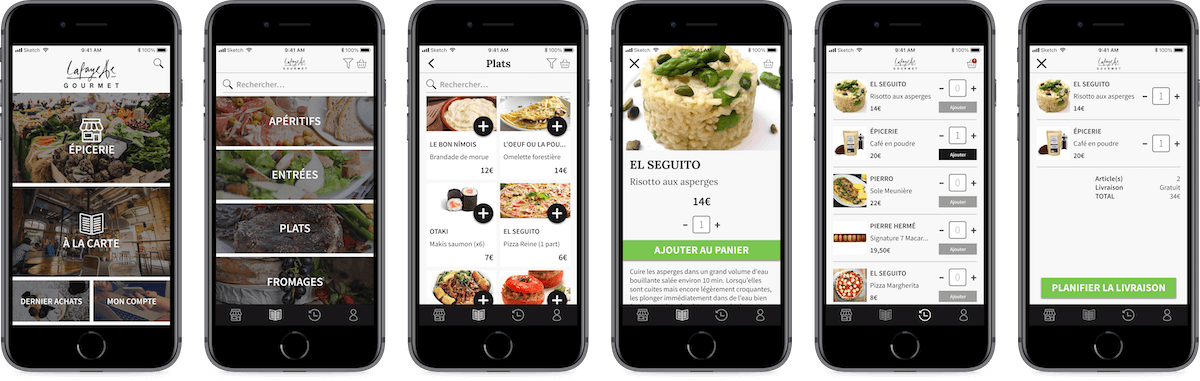 Sketch 9:41 AM 100%
Lafayette
GOURMET
ÉPICERIE
À LA CARTE
DERNIER ACHATS
MON COMPTE
Sketch 9:41 AM 100%
Lafayette
GOURMET
Rechercher...
APÉRITIFS
ENTRÉES
PLATS
FROMAGES
Sketch 9:41 AM 100%
Plats
Rechercher...
LE BON NÎMOIS
Brandade de morue
12€
L'OEUF OU LA POU...
Omelette forestière
14€
OTAKI
Makis saumon (x6)
7€
EL SEGUITO
Pizza Reine (1 part)
6€
Sketch 9:41 AM 100%
EL SEGUITO
Risotto aux asperges
14€
- 1 +
AJOUTER AU PANIER
Cuire les asperges dans un grand volume d'eau
bouillante salée environ 10 min. Lorsqu'elles
sont cuites mais encore légèrement croquantes,
les plonger immédiatement dans de l'eau bien
Sketch 9:41 AM 100%
Lafayette
GOURMET
EL SEGUITO
Risotto aux asperges
14€
- 0 +
Ajouter
ÉPICERIE
Café en poudre
20€
- 1 +
Ajouter
PIERRO
Sole Meunière
22€
- 0 +
Ajouter
PIERRE HERMÉ
Signature 7 Macar...
19,50€
- 0 +
Ajouter
EL SEGUITO
Pizza Margherita
8€
- 0 +
Ajouter
Sketch 9:41 AM 100%
Lafayette
GOURMET
EL SEGUITO
Risotto aux asperges
14€
- 1 +
ÉPICERIE
Café en poudre
20€
- 1 +
Article(s) 2
Livraison Gratuit
TOTAL 34€
PLANIFIER LA LIVRAISON